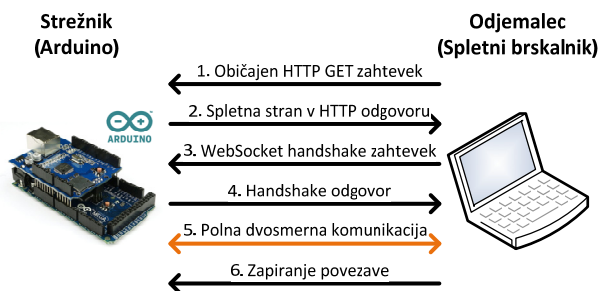 Strežnik
(Arduino)
Odjemalec
(Spletni brskalnik)
1. Običajen HTTP GET zahtevek
2. Spletna stran v HTTP odgovoru
ARDUINO
3. WebSocket handshake zahtevek
4. Handshake odgovor
5. Polna dvosmerna komunikacija
6. Zapiranje povezave